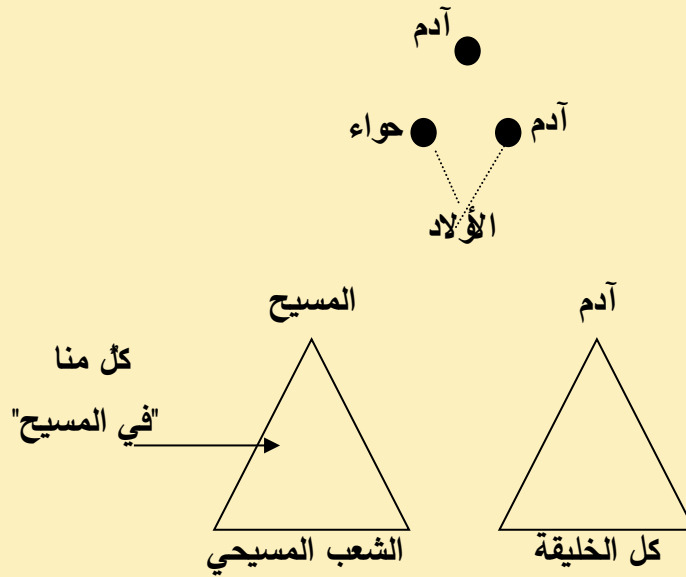 آدم
آدم
حواء
الأولاد
آدم
المسيح
كلٌ منا
"في المسيح"
كل الخليقة
الشعب المسيحي